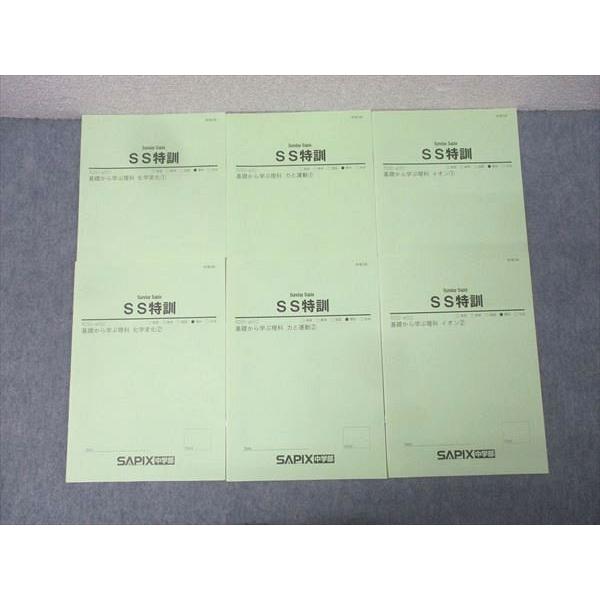 Sunday Sapix
SS特訓
基礎から学ぶ理科 化学変化①
Sunday Sapix
SS特訓
基礎から学ぶ理科 力と運動①
Sunday Sapix
SS特訓
基礎から学ぶ理科 イオン①
Sunday Sapix
SS特訓
基礎から学ぶ理科 化学変化②
SAPIX中学部
Sunday Sapix
SS特訓
基礎から学ぶ理科 力と運動②
SAPIX中学部
Sunday Sapix
SS特訓
基礎から学ぶ理科 イオン②
SAPIX中学部